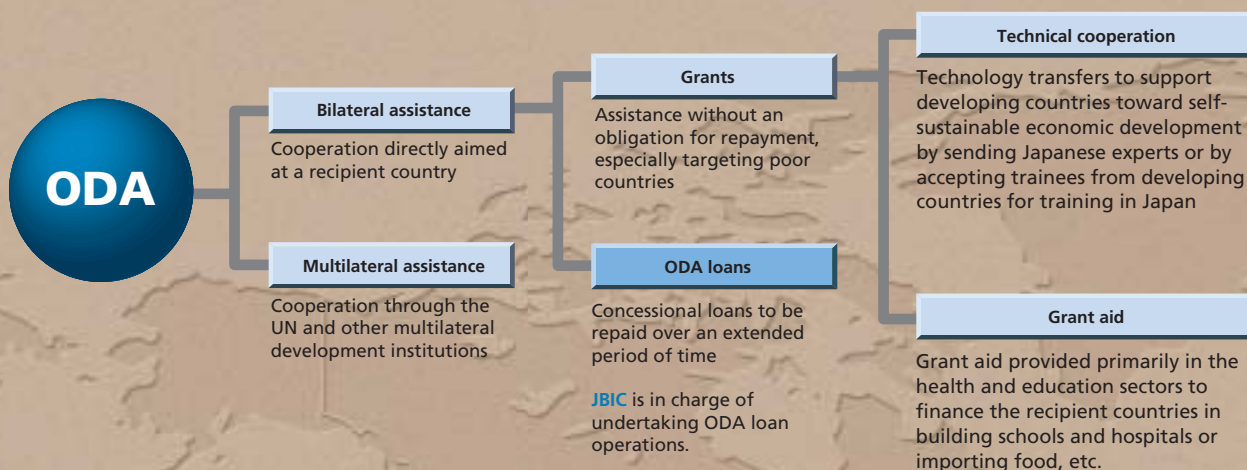 ODA
Bilateral assistance
Cooperation directly aimed
at a recipient country
Multilateral assistance
Cooperation through the
UN and other multilateral
development institutions
Grants
Assistance without an
obligation for repayment,
especially targeting poor
countries
ODA loans
Concessional loans to be
repaid over an extended
period of time
JBIC is in charge of
undertaking ODA loan
operations.
Technical cooperation
Technology transfers to support
developing countries toward self-
sustainable economic development
by sending Japanese experts or by
accepting trainees from developing
countries for training in Japan
Grant aid
Grant aid provided primarily in the
health and education sectors to
finance the recipient countries in
building schools and hospitals or
importing food, etc.